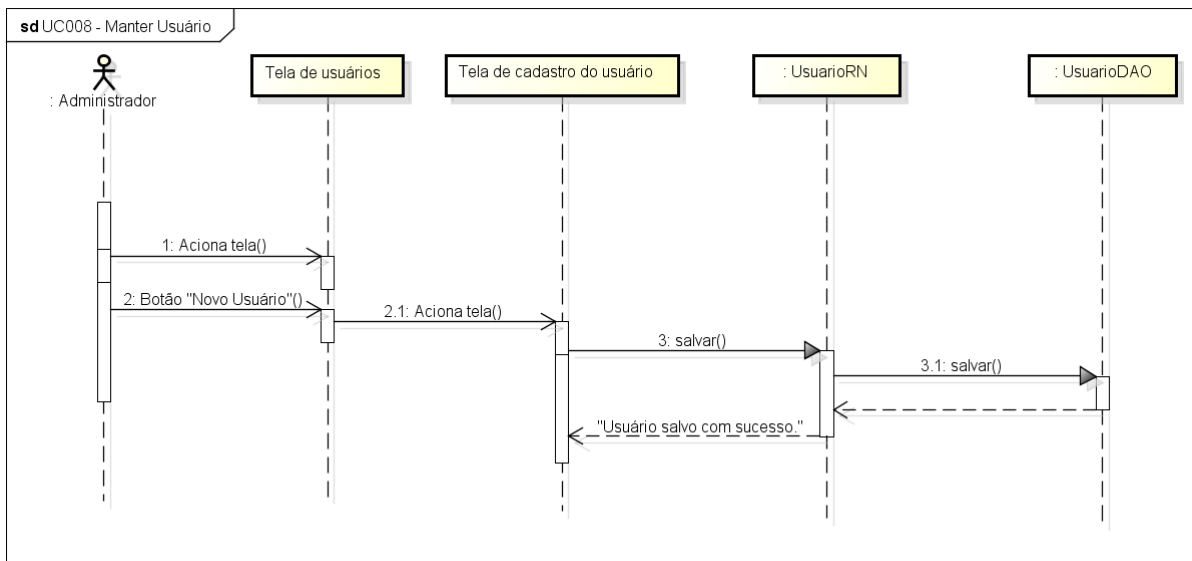 sd UC008 - Manter Usuário
: Administrador
Tela de usuários
Tela de cadastro do usuário
: UsuarioRN
: UsuarioDAO
1: Aciona tela()
2: Botão "Novo Usuário"()
2.1: Aciona tela()
3: salvar()
3.1: salvar()
"Usuário salvo com sucesso."